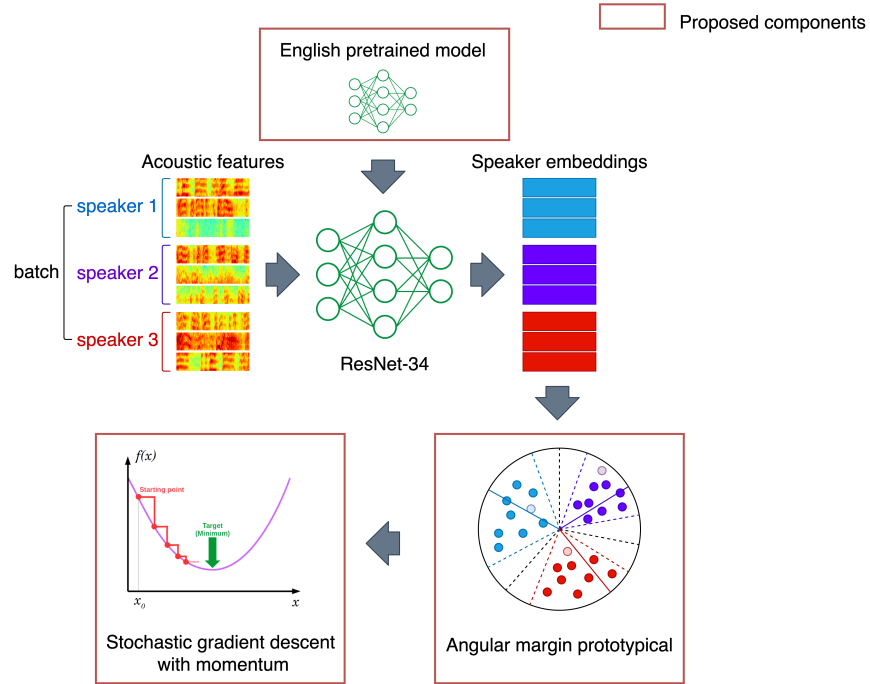 Proposed components
English pretrained model
Acoustic features
Speaker embeddings
batch
speaker 1
speaker 2
speaker 3
ResNet-34
f(x)
Starting point
Target
(Minimum)
x₀
x
Stochastic gradient descent
with momentum
Angular margin prototypical